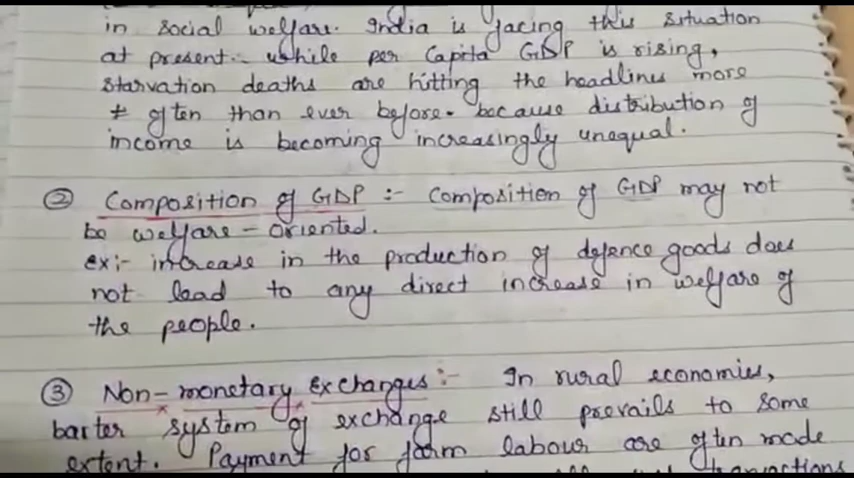 in social welfare. India is facing this situation
at present. while per Capita GDP is rising,
starvation deaths are hitting the headlines more
often than ever before. because distribution of
income is becoming increasingly unequal.
② Composition of GDP :- Composition of GDP may not
be welfare-oriented.
ex:- increase in the production of defence goods does
not lead to any direct increase in welfare of
the people.
③ Non-monetary exchanges :- In rural economies,
barter system of exchange still prevails to some
extent. Payment for farm labour are often made
transactions